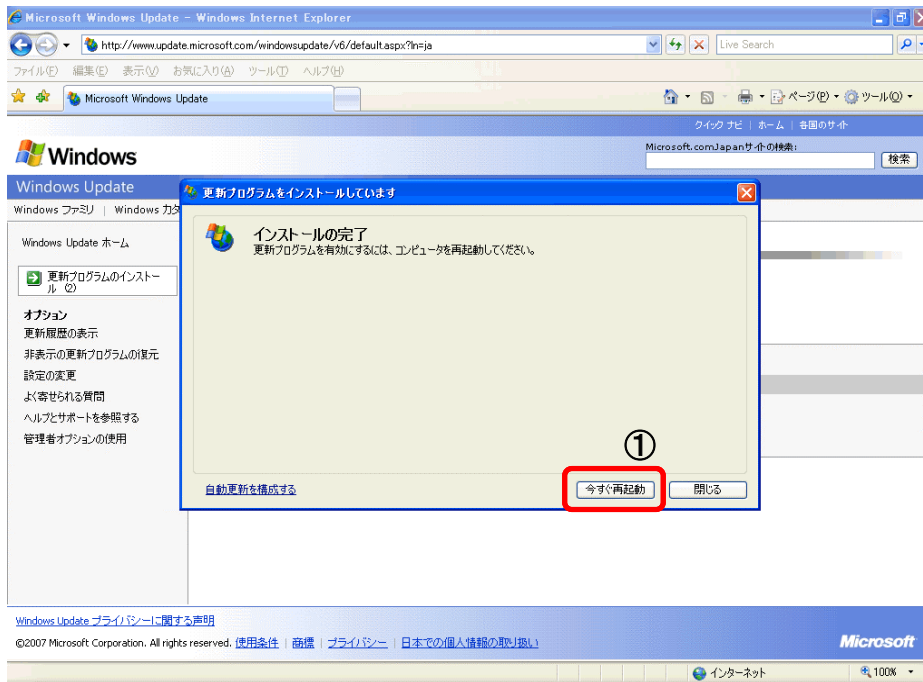 Microsoft Windows Update - Windows Internet Explorer
http://www.update.microsoft.com/windowsupdate/v6/default.aspx?ln=ja
Live Search
ファイル(F) 編集(E) 表示(V) お気に入り(A) ツール(T) ヘルプ(H)
Microsoft Windows Update
ページ(P) ツール(O)
クイック ナビ | ホーム | 各国のサイト
Windows
Microsoft.comJapanサイトの検索:
検索
Windows Update
Windows ファミリ | Windows カタ
更新プログラムをインストールしています
インストールの完了
更新プログラムを有効にするには、コンピュータを再起動してください。
Windows Update ホーム
更新プログラムのインストー
ル (2)
オプション
更新履歴の表示
非表示の更新プログラムの復元
設定の変更
よく寄せられる質問
ヘルプとサポートを参照する
管理者オプションの使用
①
自動更新を構成する
今すぐ再起動
閉じる
Windows Update プライバシーに関する声明
©2007 Microsoft Corporation. All rights reserved. 使用条件 | 商標 | プライバシー | 日本での個人情報の取り扱い
Microsoft
インターネット
100%